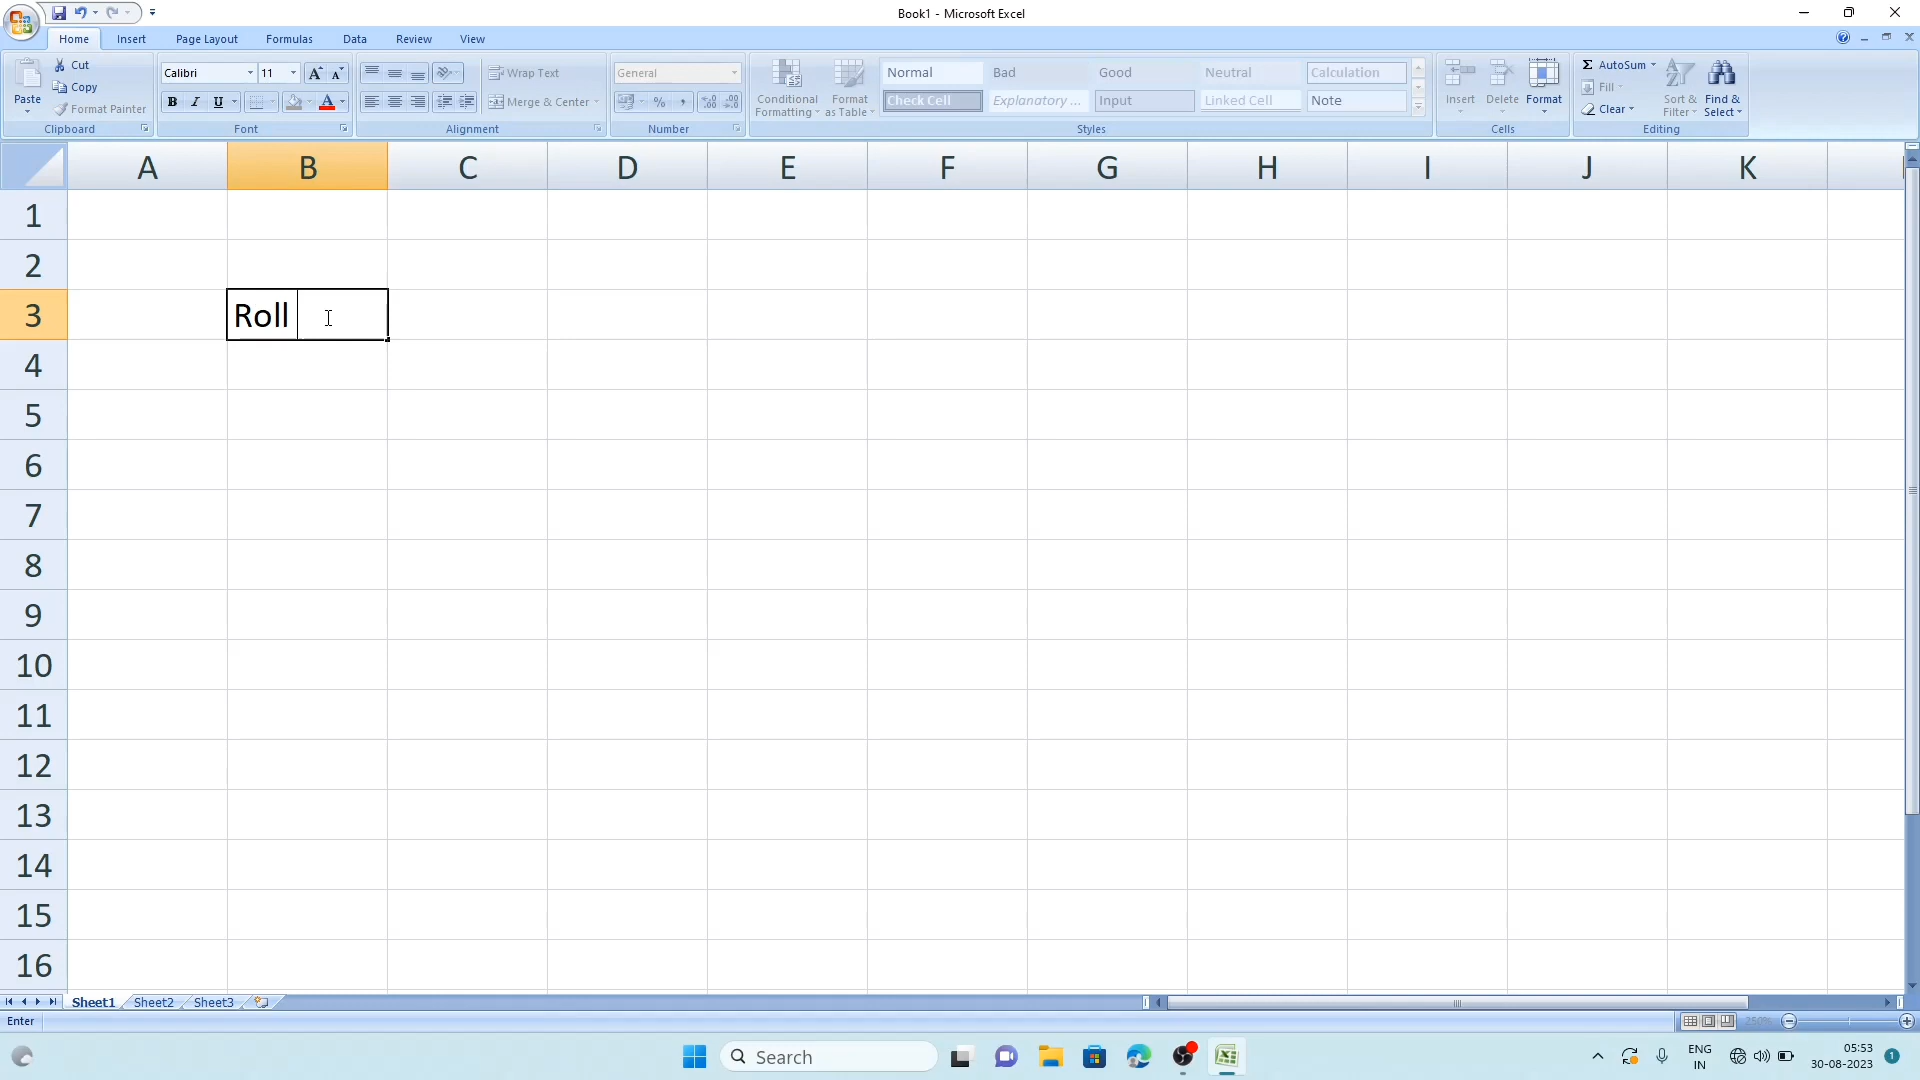 Book1 - Microsoft Excel
Home Insert Page Layout Formulas Data Review View
Paste
Cut
Copy
Format Painter
Clipboard
Calibri 11
B I U
Font
Wrap Text
Merge & Center
Alignment
General
Number
Conditional Formatting
Format as Table
Normal Bad Good Neutral Calculation
Check Cell Explanatory ... Input Linked Cell Note
Styles
Insert Delete Format
Cells
Σ AutoSum
Fill
Clear
Sort & Filter
Find & Select
Editing
A B C D E F G H I J K
1
2
3 Roll
4
5
6
7
8
9
10
11
12
13
14
15
16
Sheet1 Sheet2 Sheet3
Enter
250%
Search
ENG
IN
05:53
30-08-2023
1